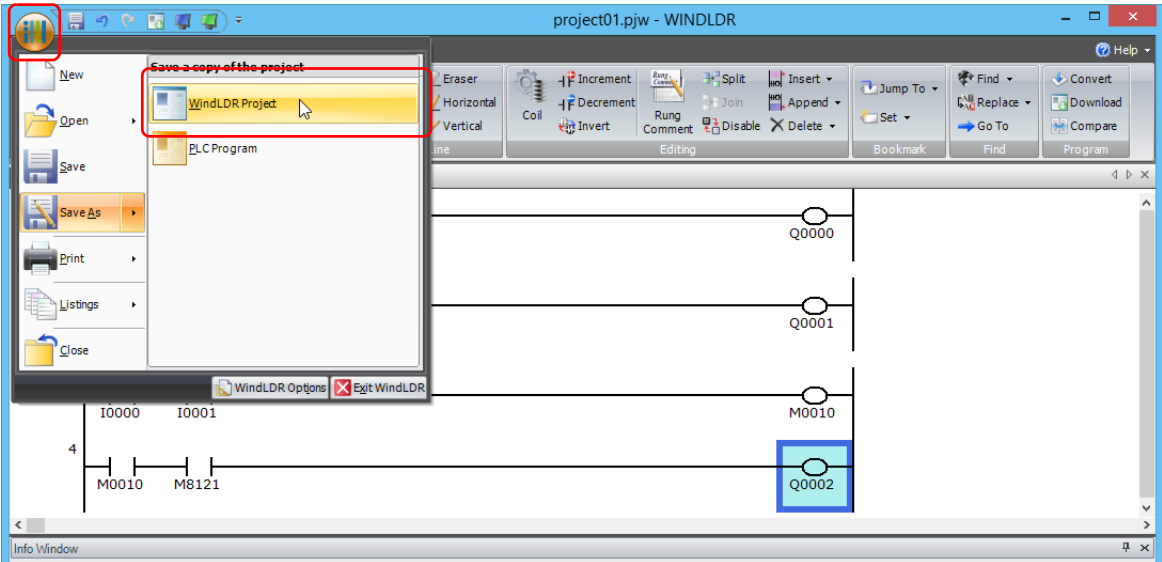 project01.pjw - WINDLDR
Help
New
Open
Save
Save As
Print
Listings
Close
Save a copy of the project
WindLDR Project
PLC Program
WindLDR Options
Exit WindLDR
Eraser
Horizontal
Vertical
ine
Coil
Increment
Decrement
Invert
Rung
Comment
Split
Join
Disable
Insert
Append
Delete
Editing
Jump To
Set
Bookmark
Find
Replace
Go To
Find
Convert
Download
Compare
Program
Q0000
Q0001
I0000 I0001 M0010
4
M0010 M8121 Q0002
Info Window